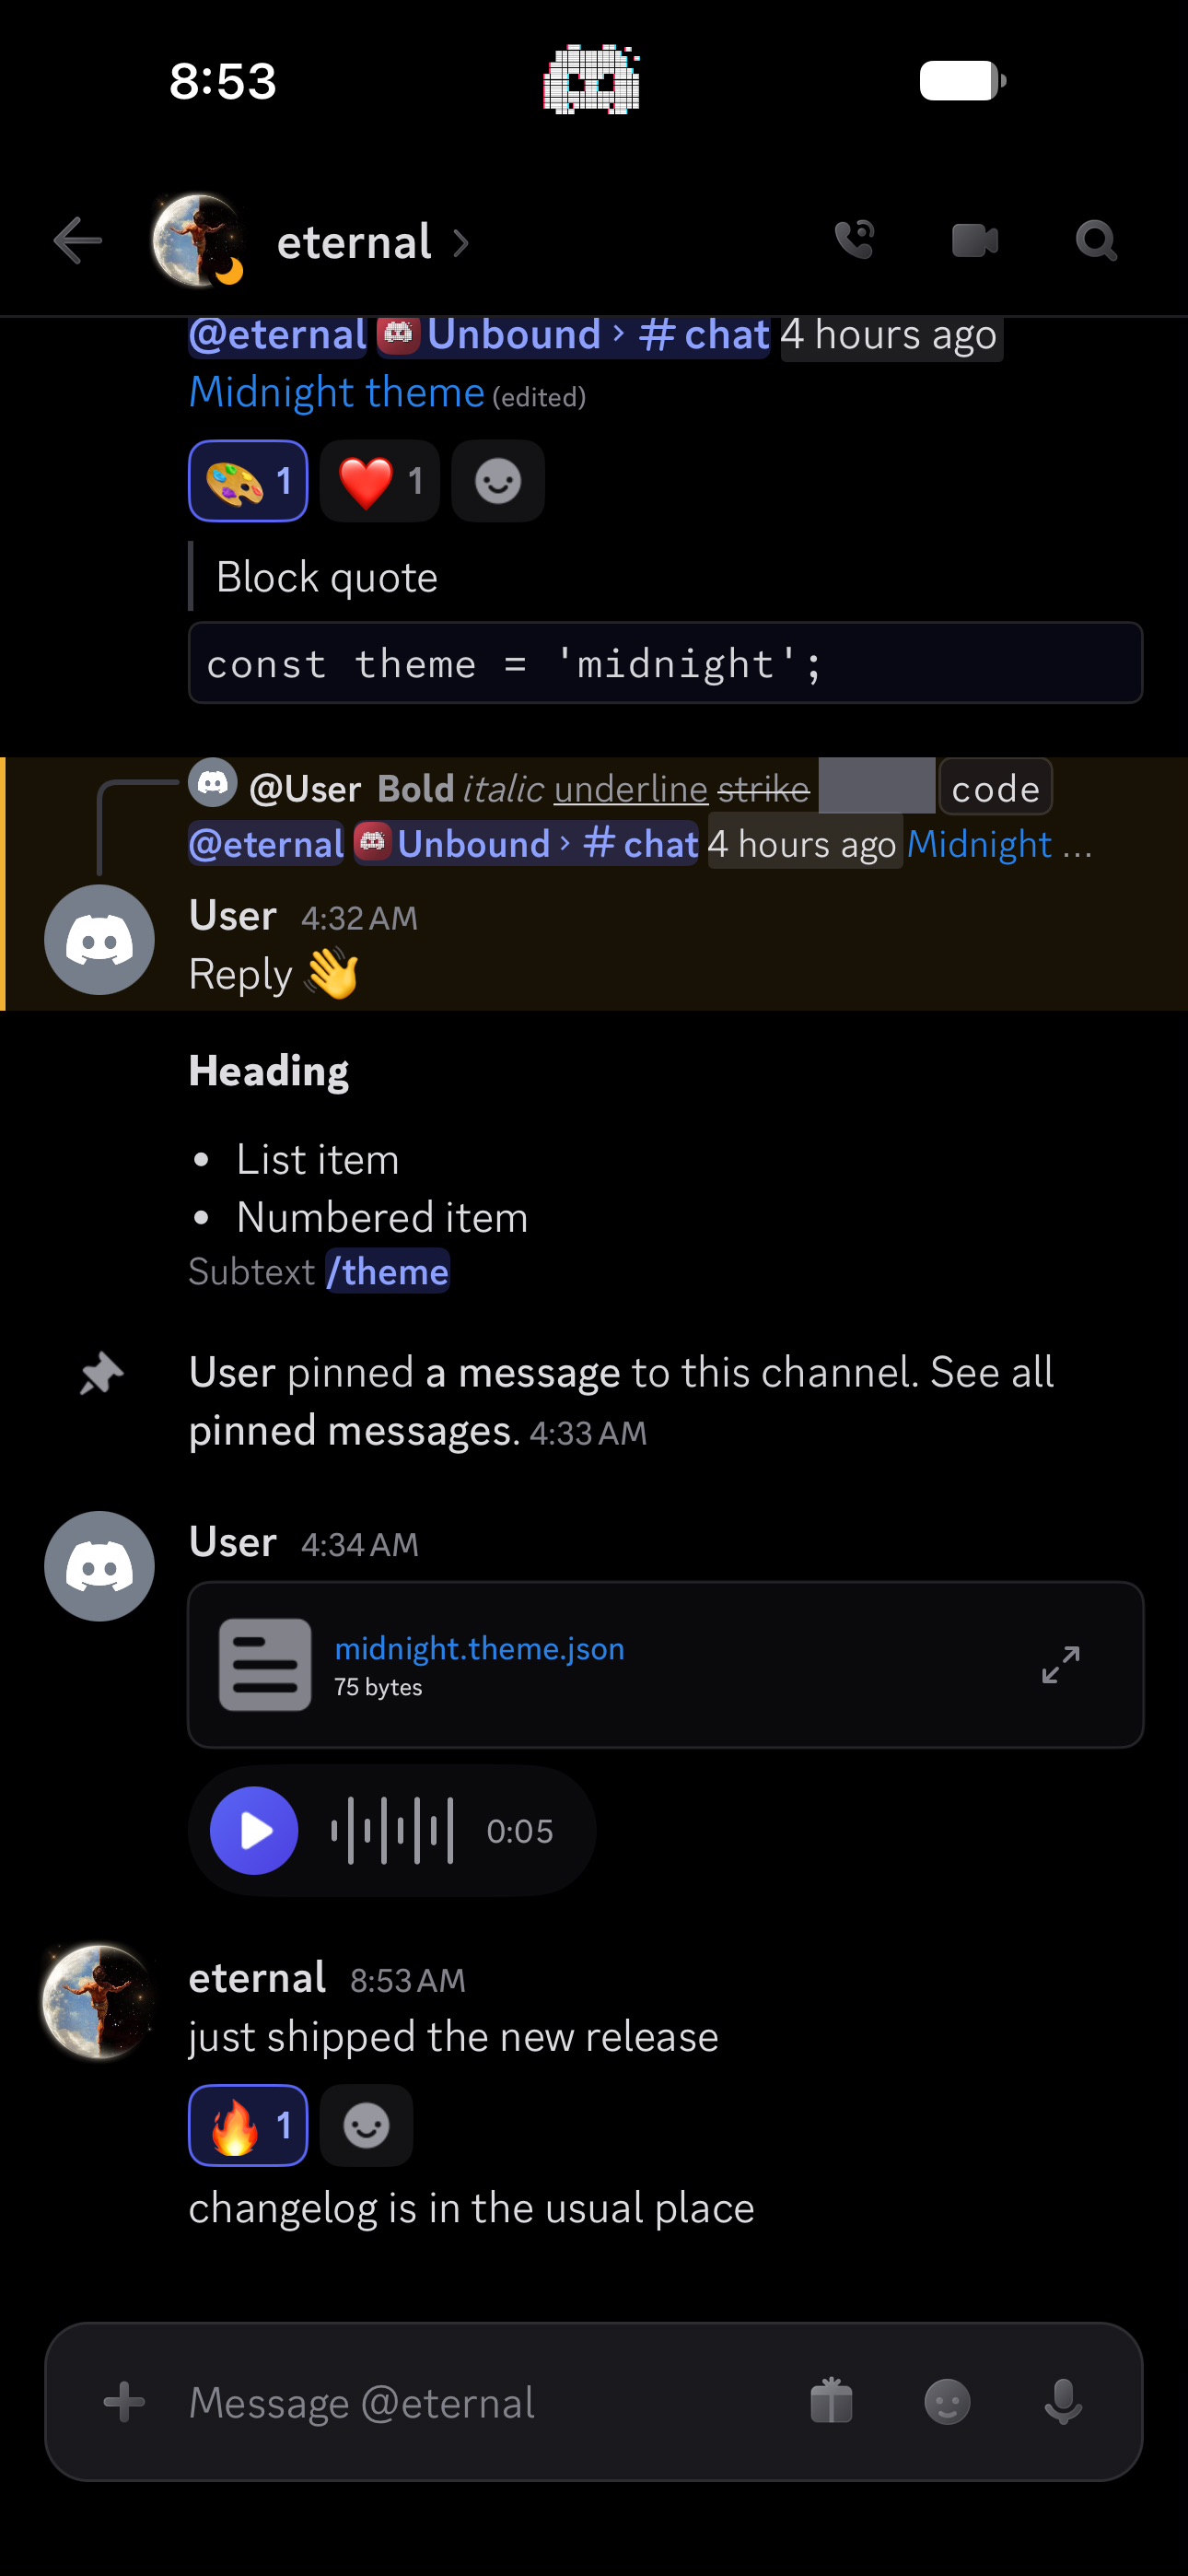 8:53
eternal
@eternal Unbound › # chat 4 hours ago
Midnight theme (edited)
🎨 1 ❤️ 1
Block quote
const theme = 'midnight';
@User Bold italic underline strike code
@eternal Unbound › # chat 4 hours ago Midnight ...
User 4:32 AM
Reply 👋
Heading
• List item
• Numbered item
Subtext /theme
User pinned a message to this channel. See all
pinned messages. 4:33 AM
User 4:34 AM
midnight.theme.json
75 bytes
0:05
eternal 8:53 AM
just shipped the new release
🔥 1
changelog is in the usual place
Message @eternal